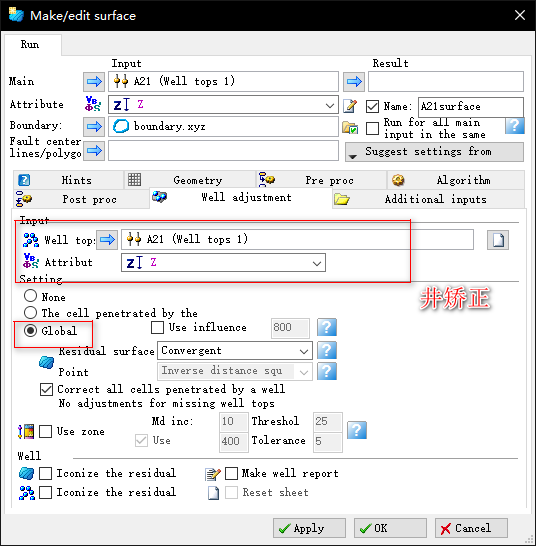 Make/edit surface
Run
Input Result
Main A21 (Well tops 1)
Attribute Z Name: A21surface
Boundary: boundary.xyz Run for all main input in the same
Fault center lines/polygo Suggest settings from
Hints Geometry Pre proc Algorithm
Post proc Well adjustment Additional inputs
Input
Well tops A21 (Well tops 1)
Attribut Z
Setting
None
The cell penetrated by the
Global Use influence 800
井矫正
Residual surface Convergent
Point Inverse distance squ
Correct all cells penetrated by a well
No adjustments for missing well tops
Md inc: 10 Threshol 25
Use zone
Use 400 Tolerance 5
Well
Iconize the residual Make well report
Iconize the residual Reset sheet
Apply OK Cancel